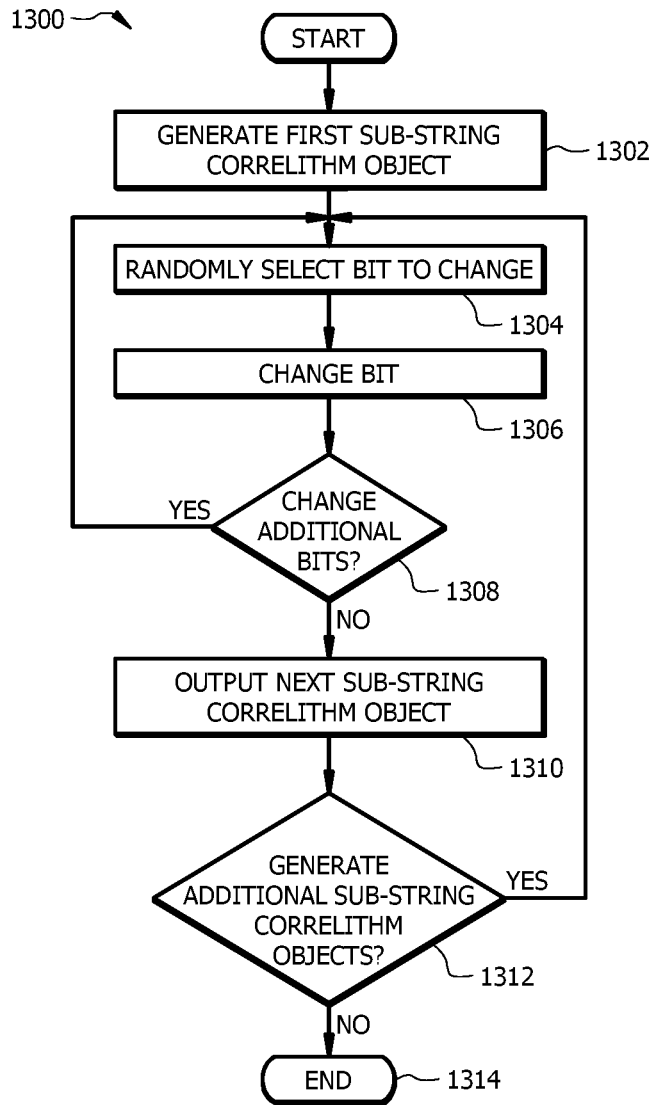 1300
START
GENERATE FIRST SUB-STRING
CORRELITHM OBJECT
1302
RANDOMLY SELECT BIT TO CHANGE
1304
CHANGE BIT
1306
YES
CHANGE
ADDITIONAL
BITS?
1308
NO
OUTPUT NEXT SUB-STRING
CORRELITHM OBJECT
1310
GENERATE
ADDITIONAL SUB-STRING
CORRELITHM
OBJECTS?
YES
1312
NO
END
1314